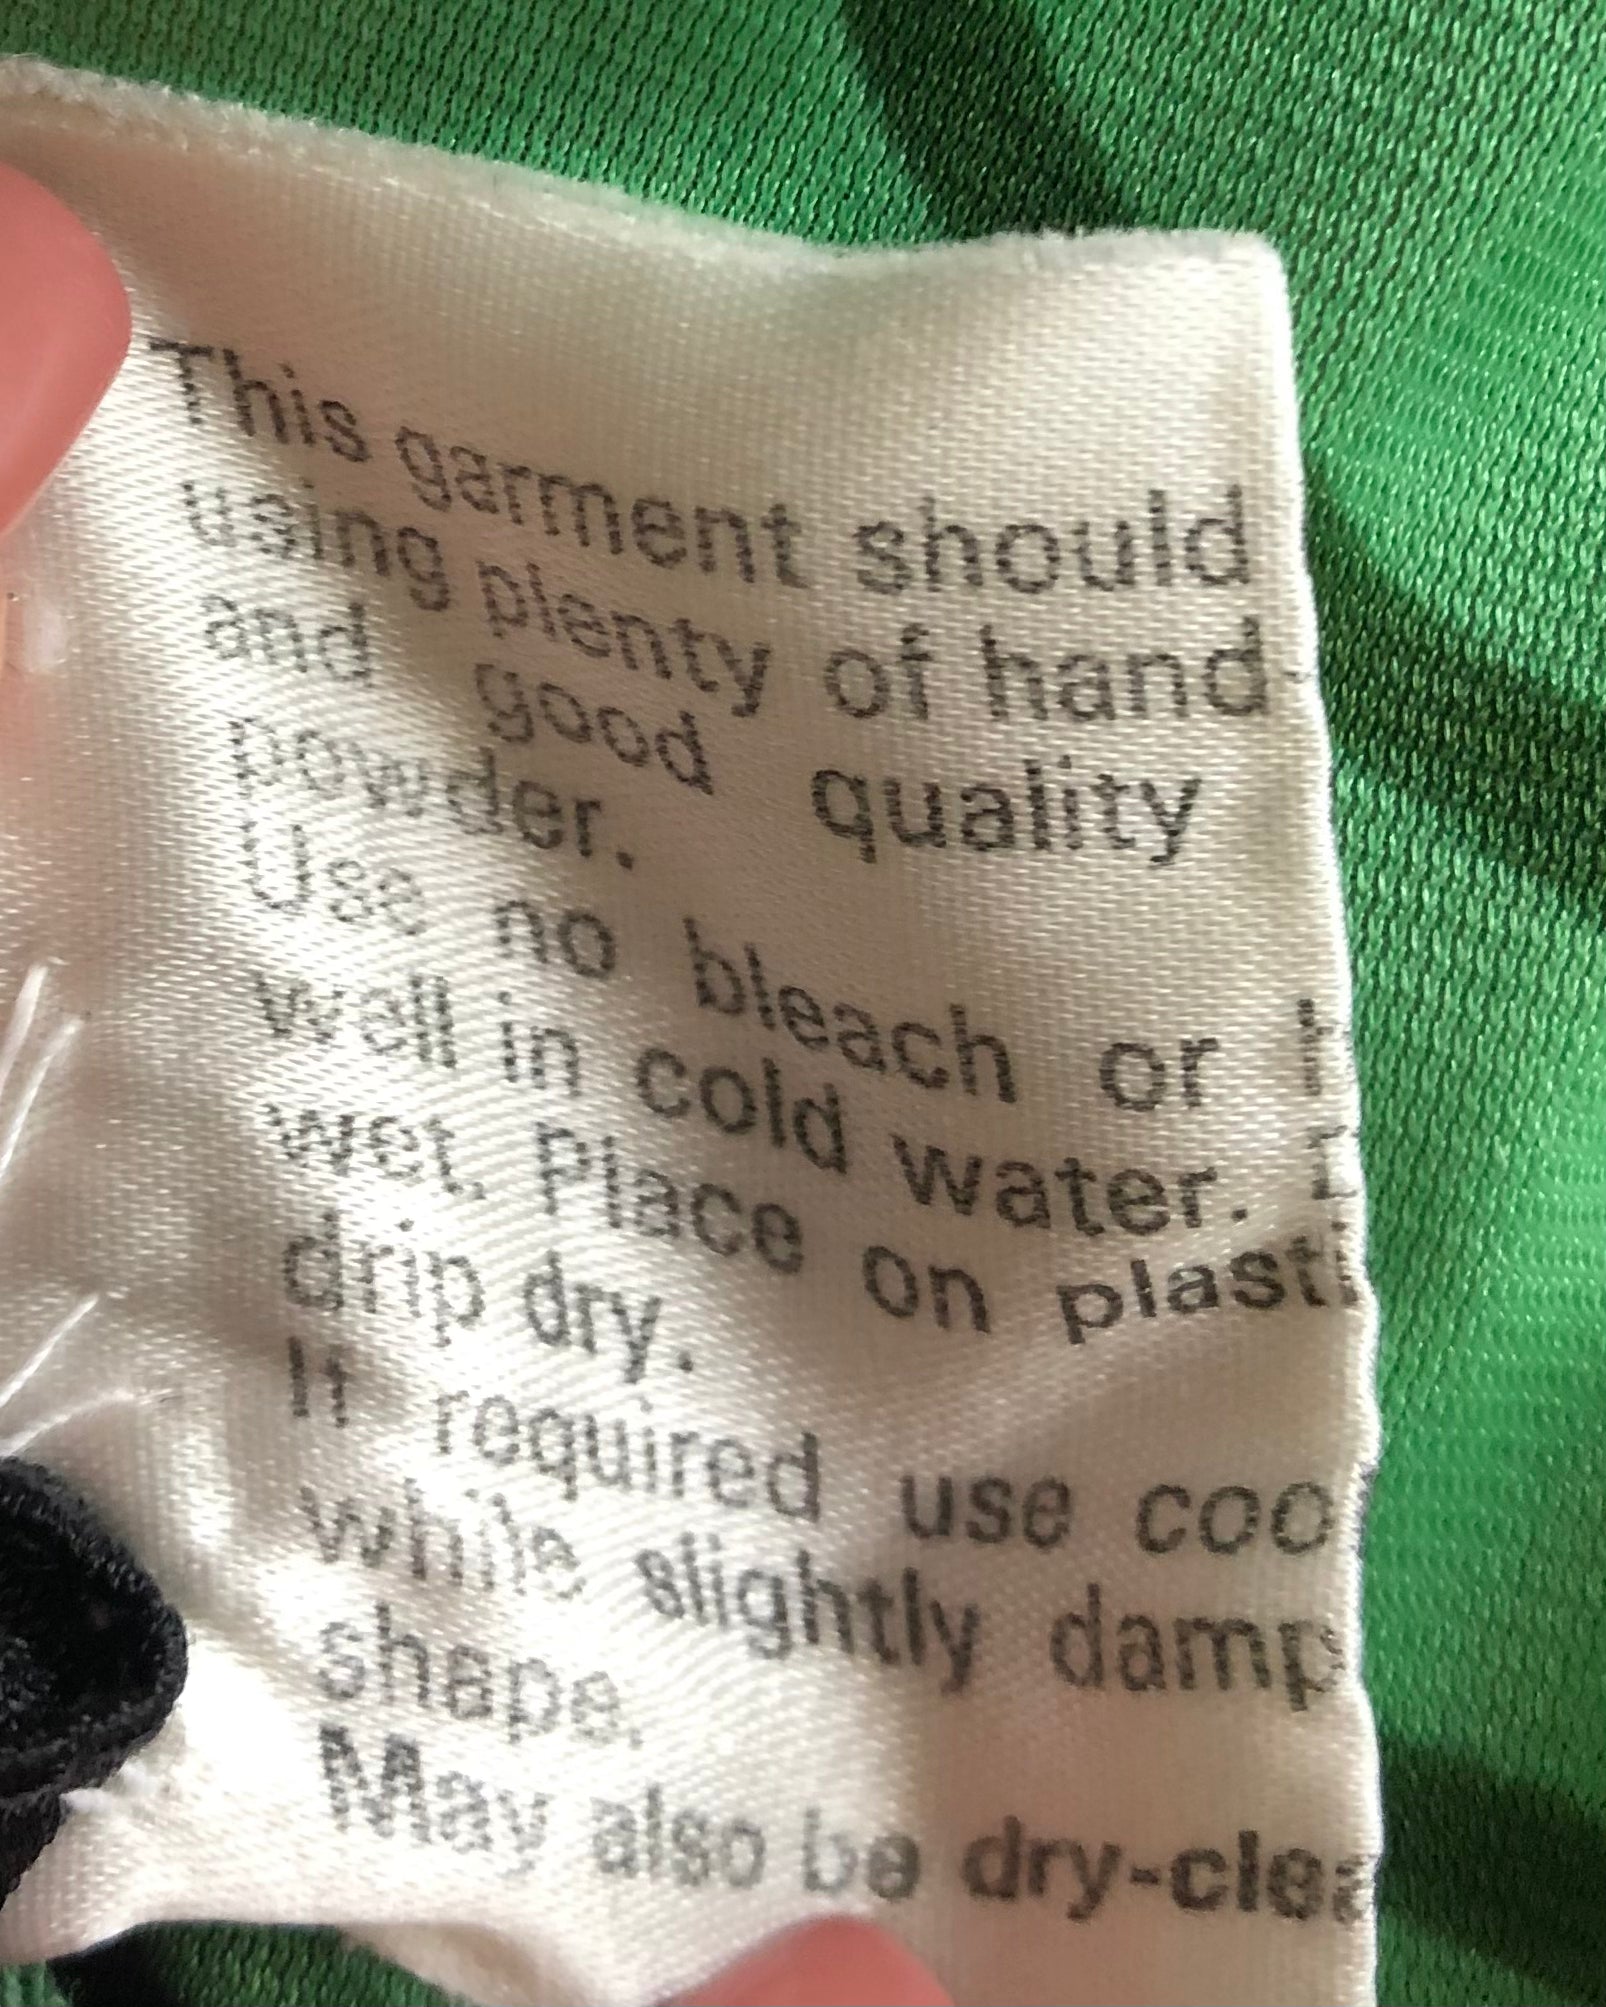 This garment should
using plenty of hand
and good quality
powder.
Use no bleach or
well in cold water.
wet. Place on plasti
drip dry.
If required use coo
while slightly damp
shape.
May also be dry-clea